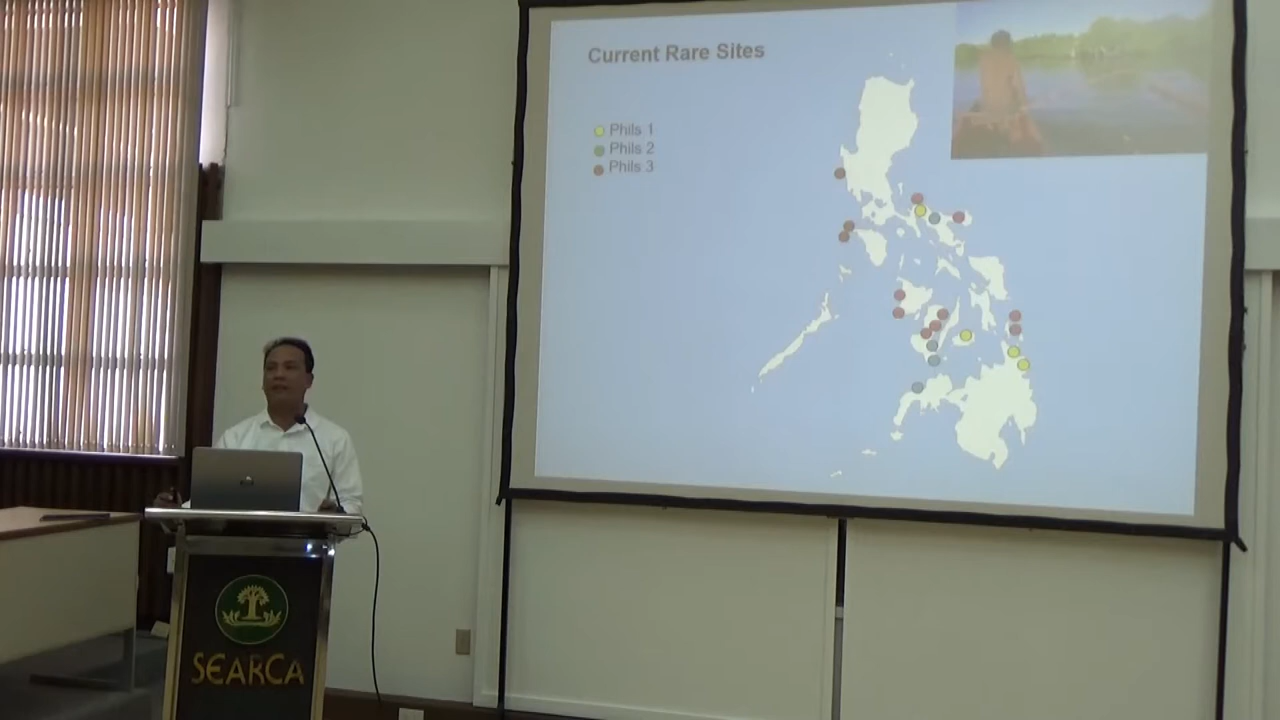 Current Rare Sites
Phils 1
Phils 2
Phils 3
SEARCA